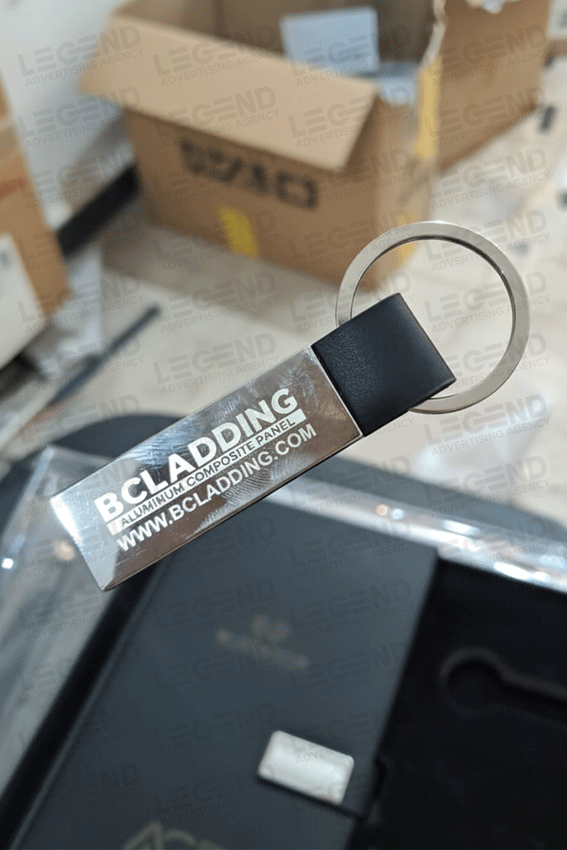 BCLADDING
ALUMINUM COMPOSITE PANEL
WWW.BCLADDING.COM
LEGEND
ADVERTISING AGENCY